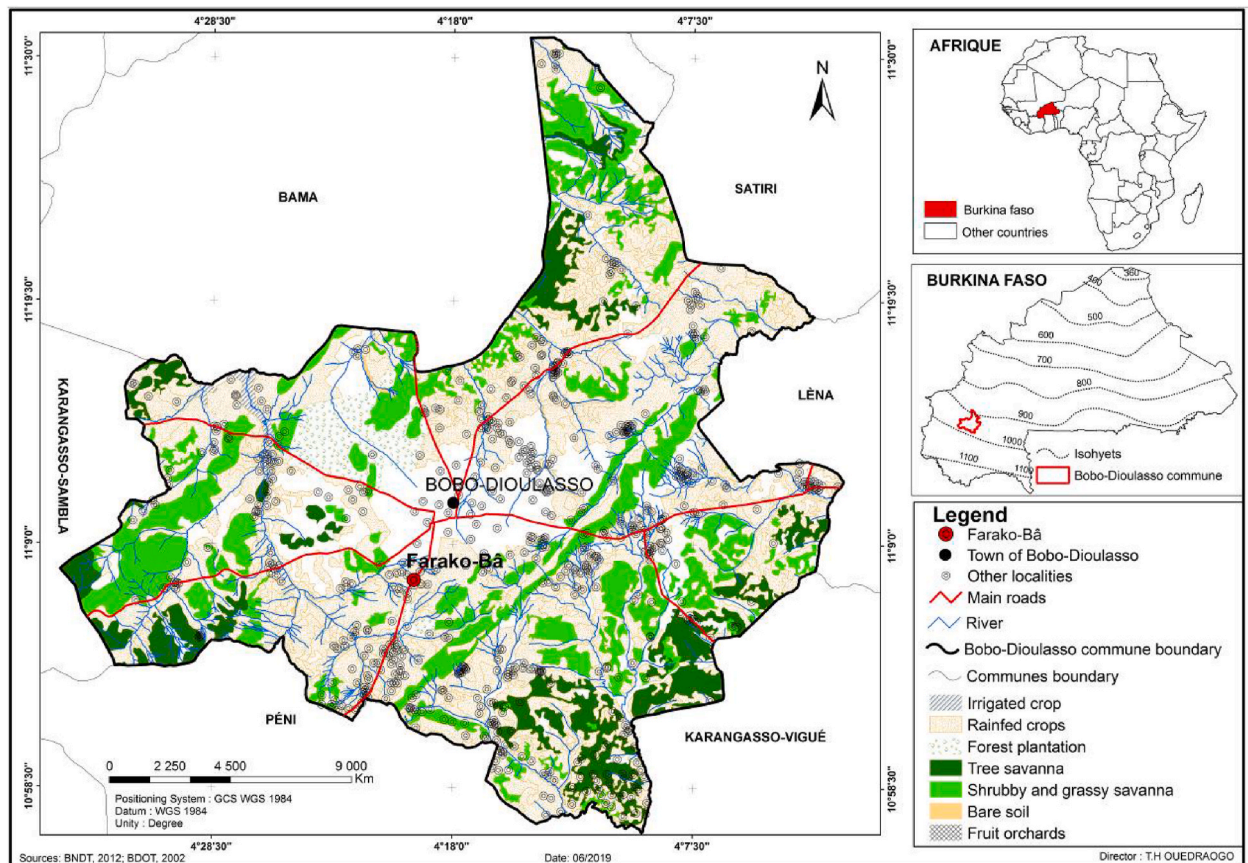 4°28'30"
4°18'0"
4°7'30"
11°30'0"
11°30'0"
N
BAMA
SATIRI
11°19'30"
11°19'30"
KARANGASSO-SAMBLA
LÈNA
BOBO-DIOULASSO
11°9'0"
11°9'0"
Farako-Bâ
PÉNI
KARANGASSO-VIGUÉ
0 2 250 4 500 9 000
Km
10°58'30"
10°58'30"
Positioning System : GCS WGS 1984
Datum : WGS 1984
Unity : Degree
4°28'30"
4°18'0"
4°7'30"
Sources: BNDT, 2012; BDOT, 2002
Date: 06/2019
AFRIQUE
Burkina faso
Other countries
BURKINA FASO
360
400
500
600
700
800
900
1000
1100
1100
Isohyets
Bobo-Dioulasso commune
Legend
Farako-Bâ
Town of Bobo-Dioulasso
Other localities
Main roads
River
Bobo-Dioulasso commune boundary
Communes boundary
Irrigated crop
Rainfed crops
Forest plantation
Tree savanna
Shrubby and grassy savanna
Bare soil
Fruit orchards
Director : T.H OUEDRAOGO